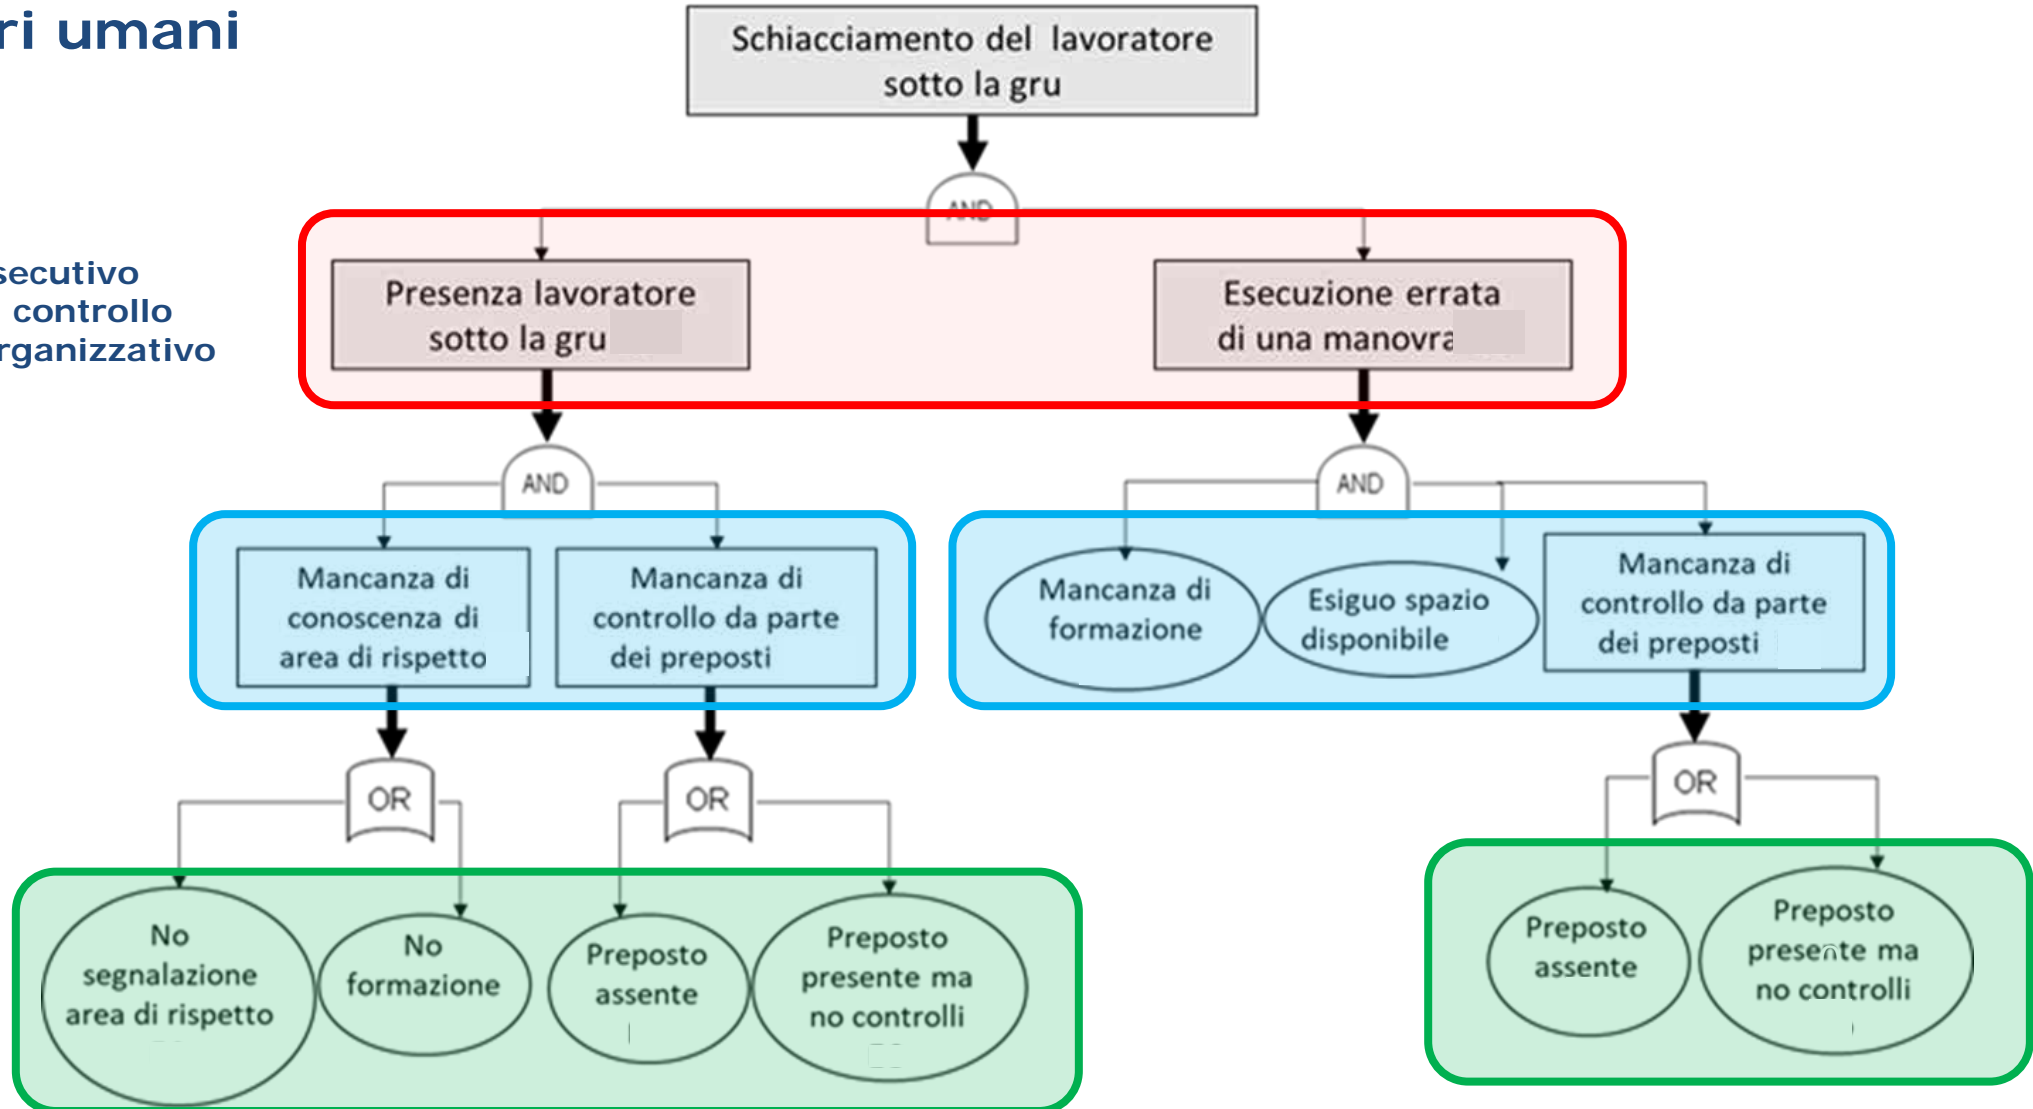 ri umani
Schiacciamento del lavoratore
sotto la gru
AND
secutivo
controllo
rganizzativo
Presenza lavoratore
sotto la gru
Esecuzione errata
di una manovra
AND
AND
Mancanza di
conoscenza di
area di rispetto
Mancanza di
controllo da parte
dei preposti
Mancanza di
formazione
Esiguo spazio
disponibile
Mancanza di
controllo da parte
dei preposti
OR
OR
OR
No
segnalazione
area di rispetto
No
formazione
Preposto
assente
Preposto
presente ma
no controlli
Preposto
assente
Preposto
presente ma
no controlli